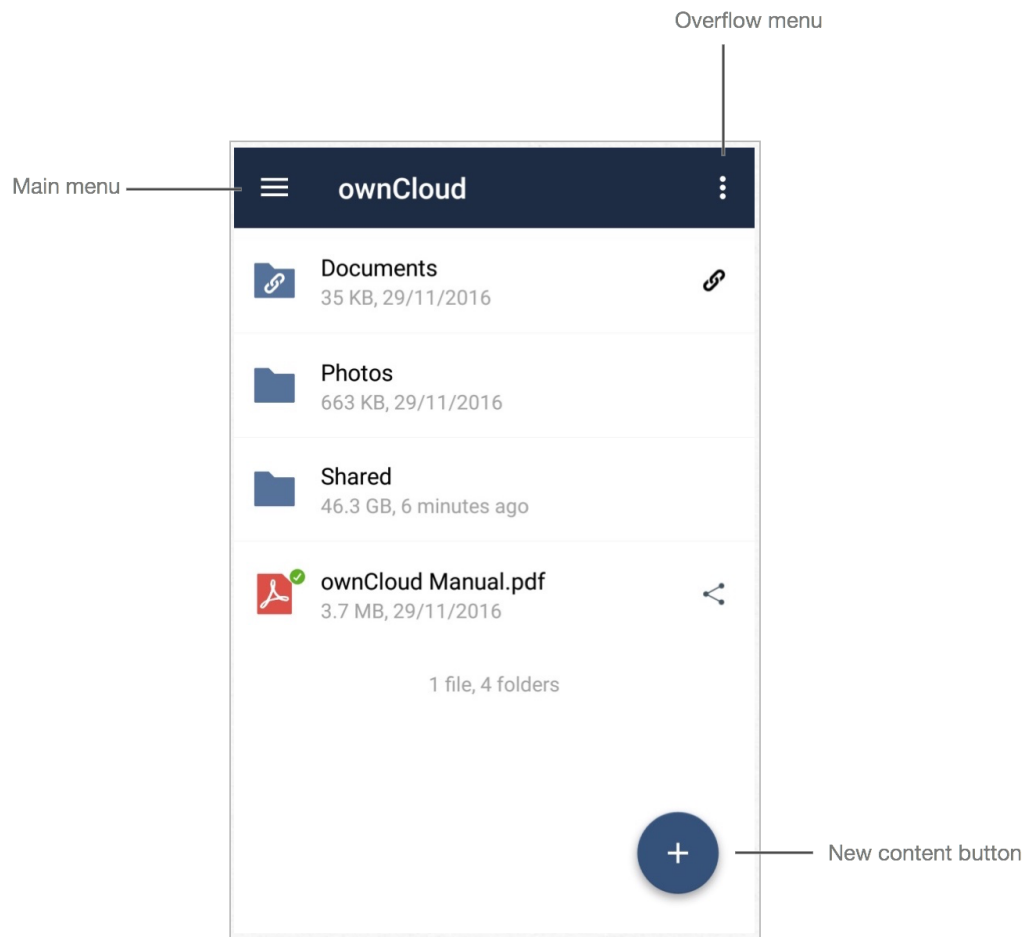 Overflow menu
Main menu
ownCloud
Documents
35 KB, 29/11/2016
Photos
663 KB, 29/11/2016
Shared
46.3 GB, 6 minutes ago
ownCloud Manual.pdf
3.7 MB, 29/11/2016
1 file, 4 folders
New content button